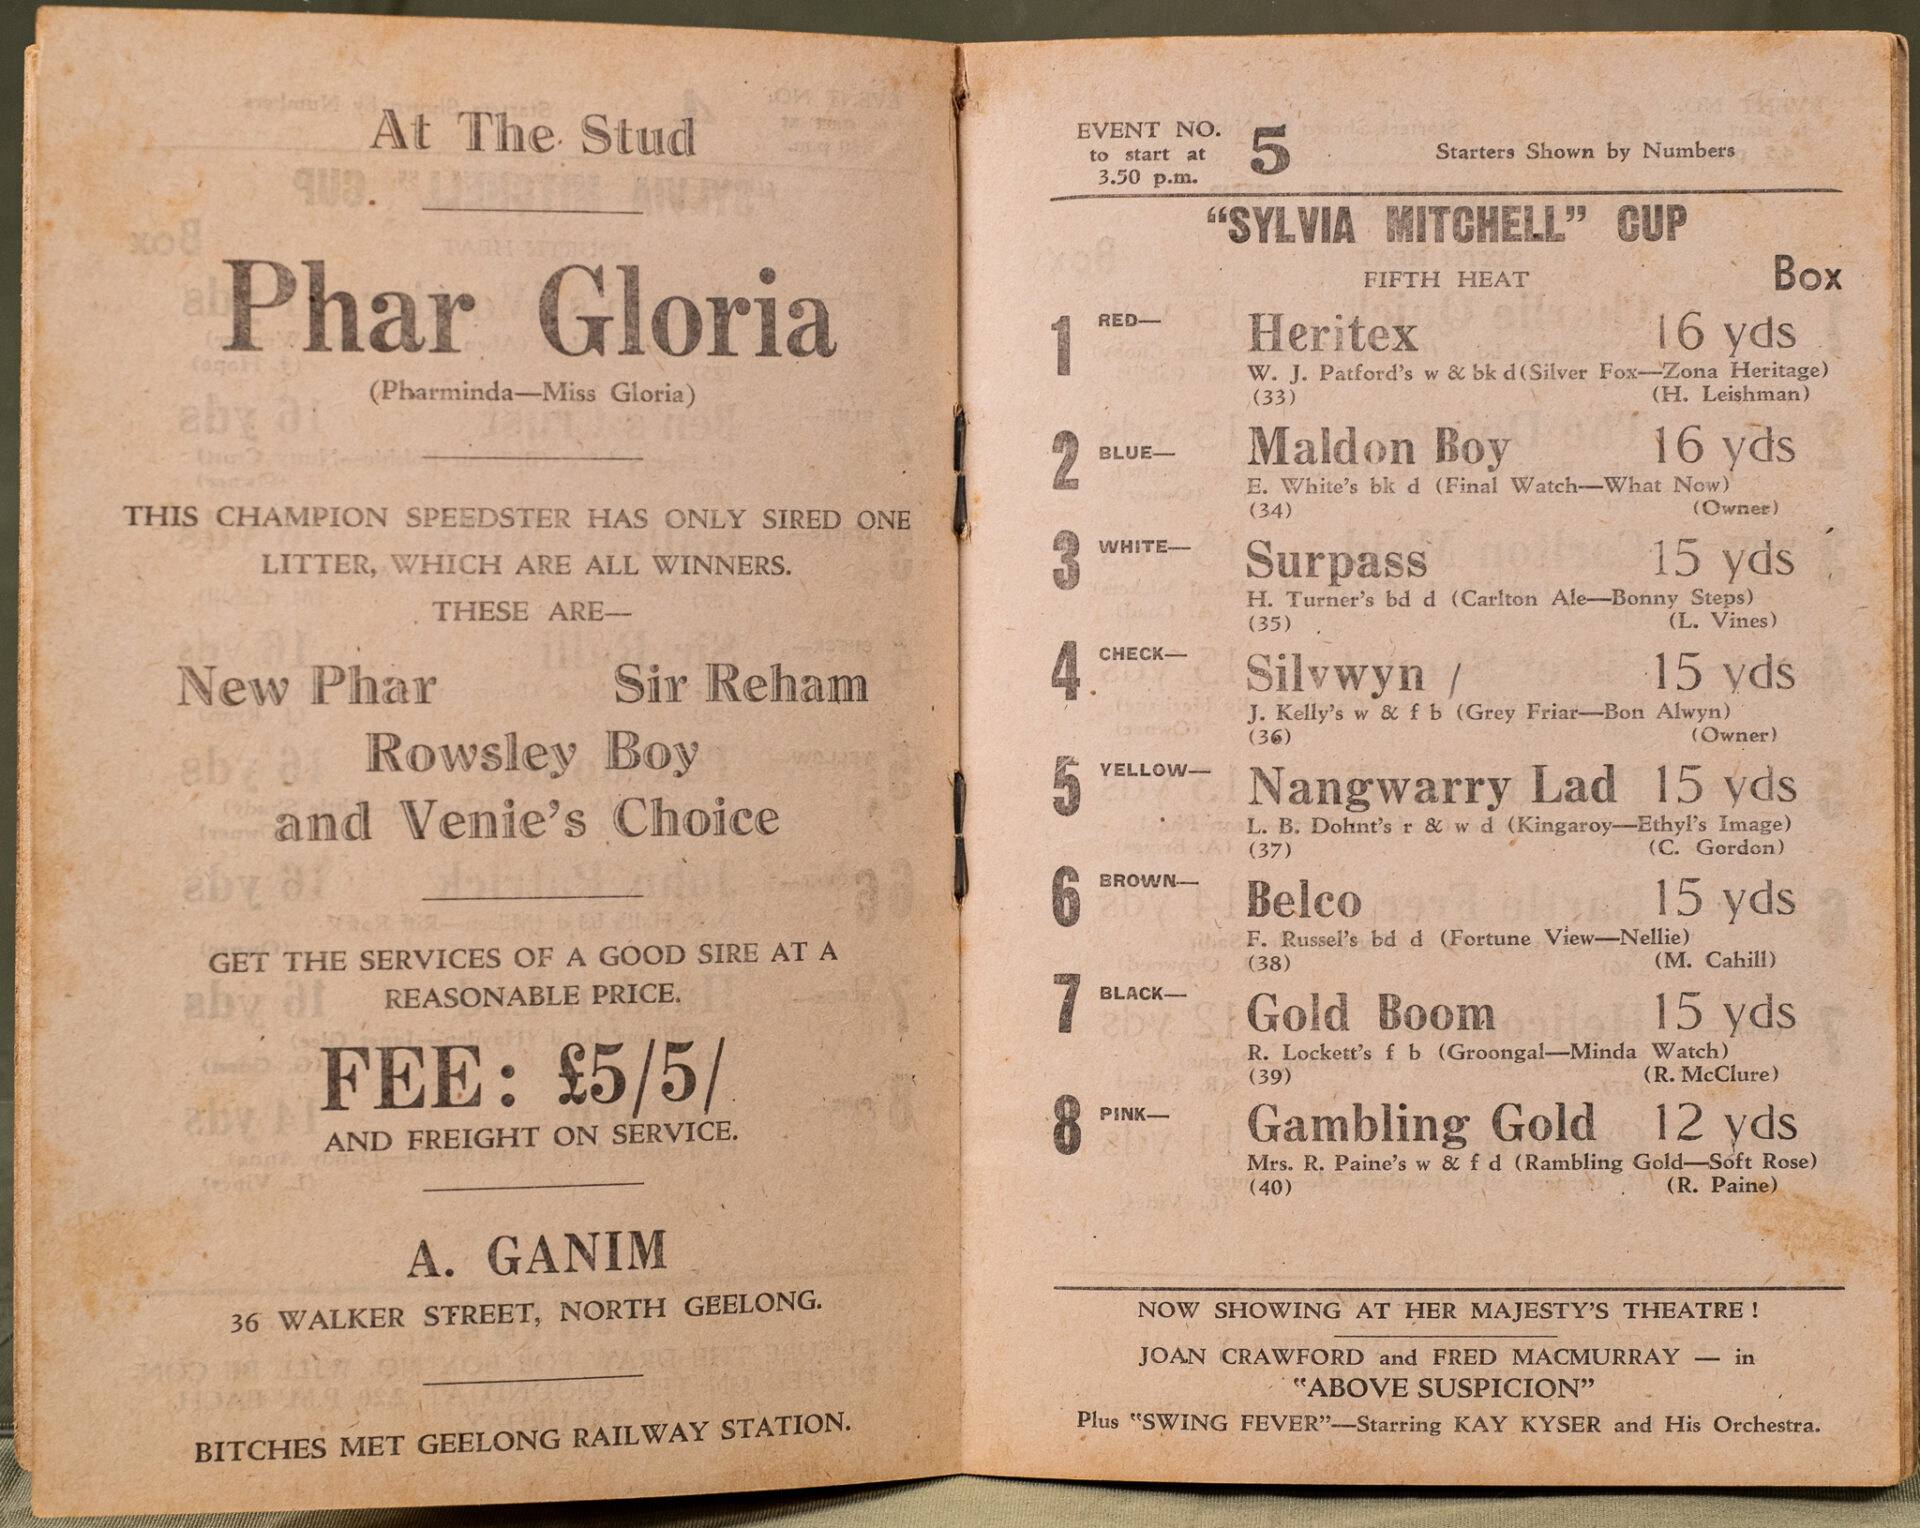 At The Stud
Phar Gloria
(Pharminda—Miss Gloria)
THIS CHAMPION SPEEDSTER HAS ONLY SIRED ONE
LITTER, WHICH ARE ALL WINNERS.
THESE ARE—
New Phar Sir Reham
Rowsley Boy
and Venie's Choice
GET THE SERVICES OF A GOOD SIRE AT A
REASONABLE PRICE.
FEE: £5/5/
AND FREIGHT ON SERVICE.
A. GANIM
36 WALKER STREET, NORTH GEELONG.
BITCHES MET GEELONG RAILWAY STATION.
EVENT NO. 5 Starters Shown by Numbers
to start at
3.50 p.m.
"SYLVIA MITCHELL" CUP
FIFTH HEAT Box
1 RED— Heritex 16 yds
W. J. Patford's w & bk d (Silver Fox—Zona Heritage)
(33) (H. Leishman)
2 BLUE— Maldon Boy 16 yds
E. White's bk d (Final Watch—What Now)
(34) (Owner)
3 WHITE— Surpass 15 yds
H. Turner's bd d (Carlton Ale—Bonny Steps)
(35) (L. Vines)
4 CHECK— Silvwyn / 15 yds
J. Kelly's w & f b (Grey Friar—Bon Alwyn)
(36) (Owner)
5 YELLOW— Nangwarry Lad 15 yds
L. B. Dohnt's r & w d (Kingaroy—Ethyl's Image)
(37) (C. Gordon)
6 BROWN— Belco 15 yds
F. Russel's bd d (Fortune View—Nellie)
(38) (M. Cahill)
7 BLACK— Gold Boom 15 yds
R. Lockett's f b (Groongal—Minda Watch)
(39) (R. McClure)
8 PINK— Gambling Gold 12 yds
Mrs. R. Paine's w & f d (Rambling Gold—Soft Rose)
(40) (R. Paine)
NOW SHOWING AT HER MAJESTY'S THEATRE!
JOAN CRAWFORD and FRED MACMURRAY — in
"ABOVE SUSPICION"
Plus "SWING FEVER"—Starring KAY KYSER and His Orchestra.